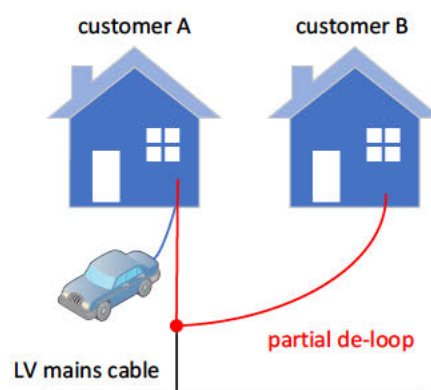 customer A
customer B
partial de-loop
LV mains cable